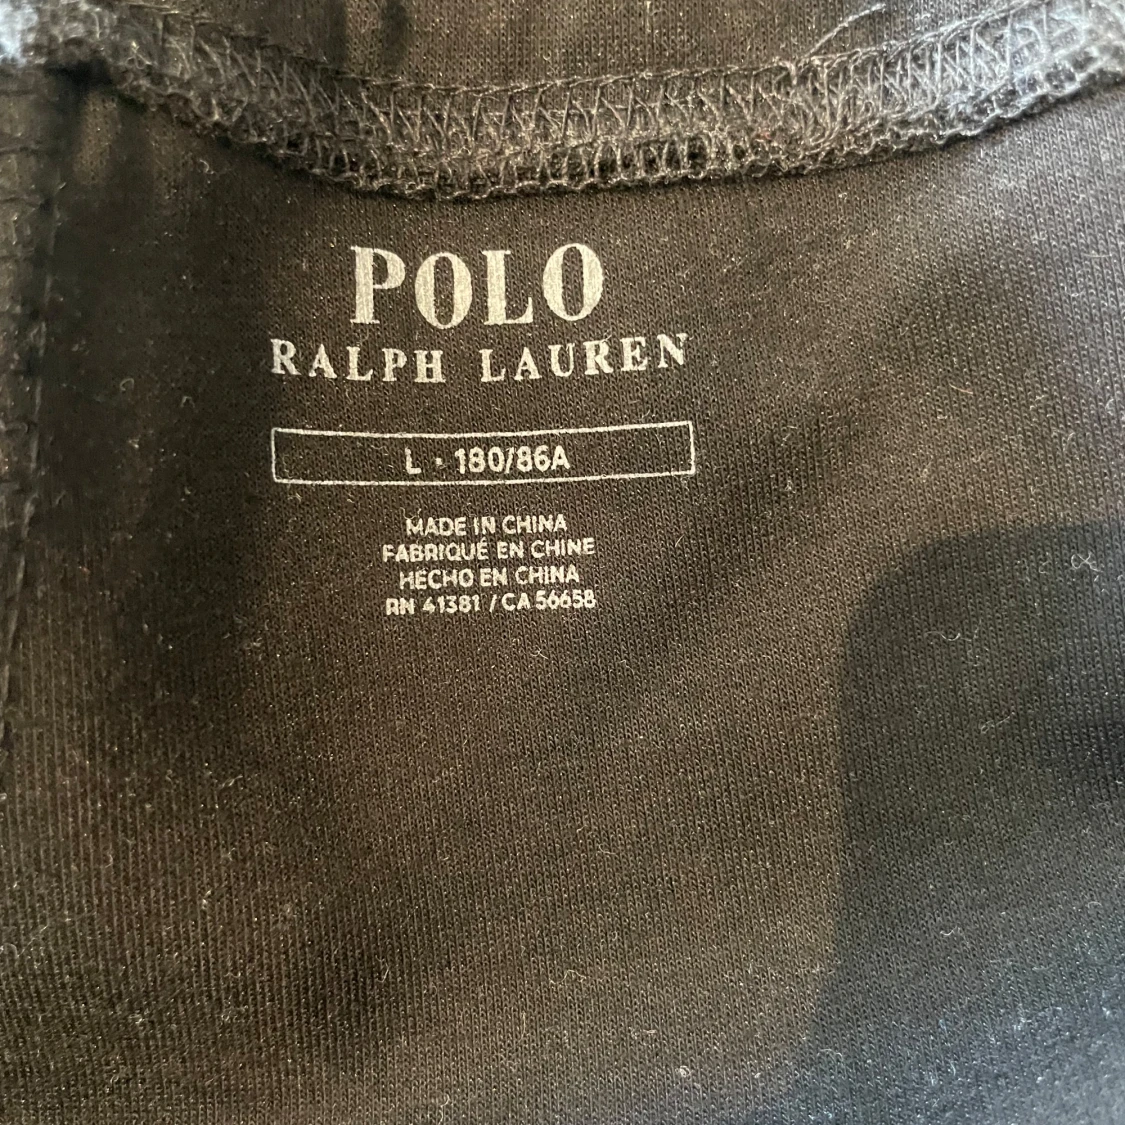 POLO
RALPH LAUREN
L · 180/86A
MADE IN CHINA
FABRIQUÉ EN CHINE
HECHO EN CHINA
RN 41381 / CA 56658